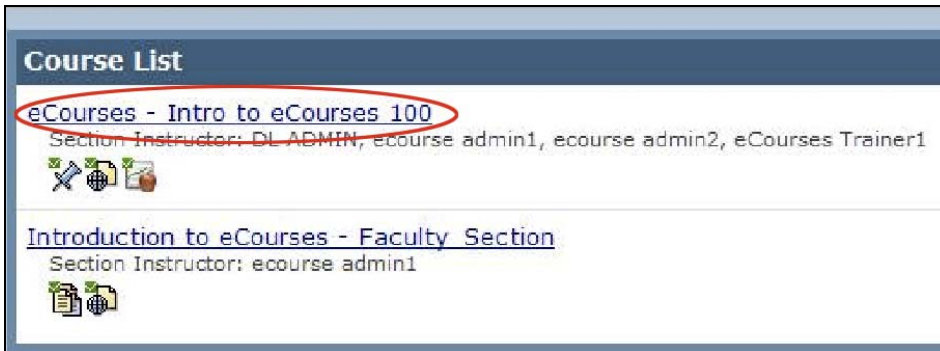 Course List
eCourses - Intro to eCourses 100
Section Instructor: DL ADMIN, ecourse admin1, ecourse admin2, eCourses Trainer1
Introduction to eCourses - Faculty Section
Section Instructor: ecourse admin1